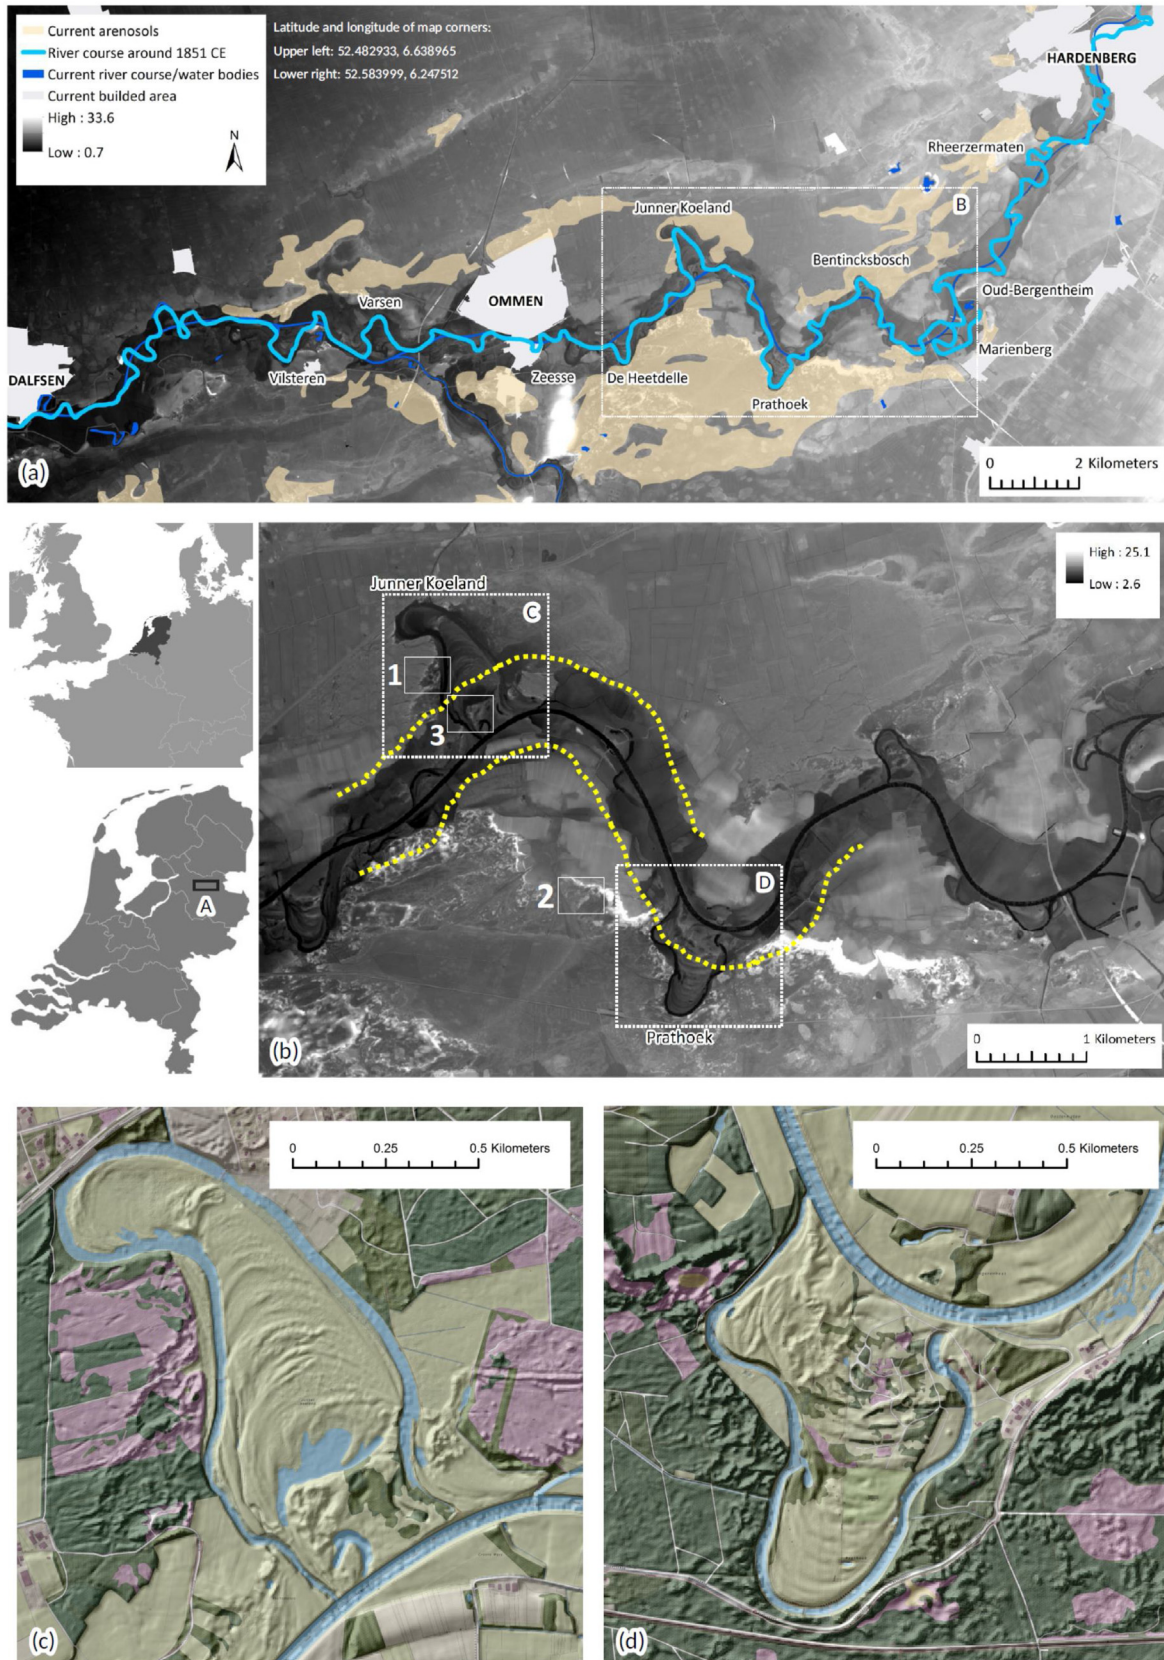 Current arenosols
River course around 1851 CE
Current river course/water bodies
Current builded area
High : 33.6
Low : 0.7
N
Latitude and longitude of map corners:
Upper left: 52.482933, 6.638965
Lower right: 52.583999, 6.247512
HARDENBERG
Rheerzermaten
B
Junner Koeland
Bentincksbosch
Oud-Bergentheim
Varsen
OMMEN
Marienberg
DALFSEN
Vilsteren
Zeesse
De Heetdelle
Prathoek
(a)
0 2 Kilometers
A
Junner Koeland
C
High : 25.1
Low : 2.6
1
3
2
D
Prathoek
(b)
0 1 Kilometers
0 0.25 0.5 Kilometers
(c)
0 0.25 0.5 Kilometers
(d)